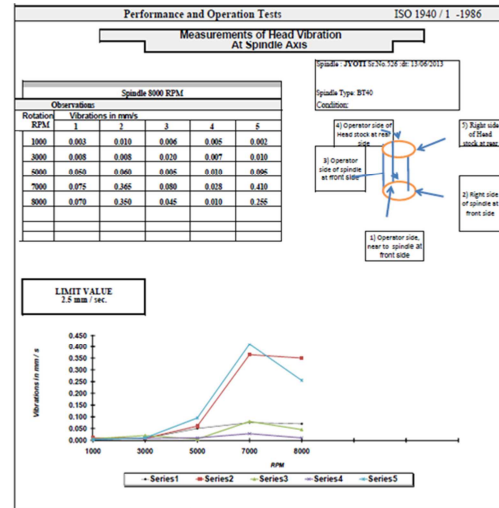 Performance and Operation Tests ISO 1940 / 1 -1986
Measurements of Head Vibration
At Spindle Axis
Spindle : JYOTI Sr.No.526 :dt: 13/06/2013
Spindle Type: BT40
Condition:
Spindle 8000 RPM
Observations
Rotation RPM Vibrations in mm/s
1 2 3 4 5
1000 0.003 0.010 0.006 0.005 0.002
3000 0.008 0.008 0.020 0.007 0.010
5000 0.050 0.060 0.005 0.010 0.095
7000 0.075 0.365 0.080 0.028 0.410
8000 0.070 0.350 0.045 0.010 0.255
4) Operator side of
Head stock at rear
side
5) Right side
of Head
stock at rear
3) Operator
side of spindle
at front side
2) Right side
of spindle at
front side
1) Operator side,
near to spindle at
front side
LIMIT VALUE
2.5 mm / sec.
Vibrations in mm / s
0.450
0.400
0.350
0.300
0.250
0.200
0.150
0.100
0.050
0.000
1000 3000 5000 7000 8000
RPM
Series1 Series2 Series3 Series4 Series5